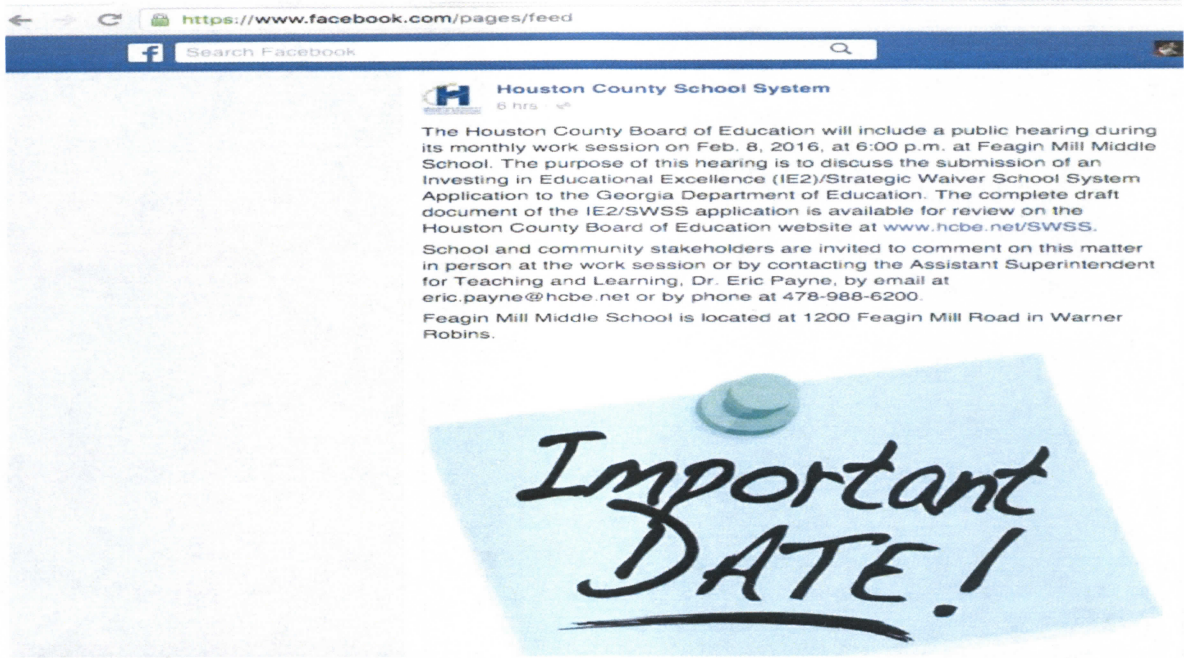 https://www.facebook.com/pages/feed
f Search Facebook
H Houston County School System
6 hrs
The Houston County Board of Education will include a public hearing during
its monthly work session on Feb. 8, 2016, at 6:00 p.m. at Feagin Mill Middle
School. The purpose of this hearing is to discuss the submission of an
Investing in Educational Excellence (IE2)/Strategic Waiver School System
Application to the Georgia Department of Education. The complete draft
document of the IE2/SWSS application is available for review on the
Houston County Board of Education website at www.hcbe.net/SWSS.
School and community stakeholders are invited to comment on this matter
in person at the work session or by contacting the Assistant Superintendent
for Teaching and Learning, Dr. Eric Payne, by email at
eric.payne@hcbe.net or by phone at 478-988-6200.
Feagin Mill Middle School is located at 1200 Feagin Mill Road in Warner
Robins.
Important
DATE!